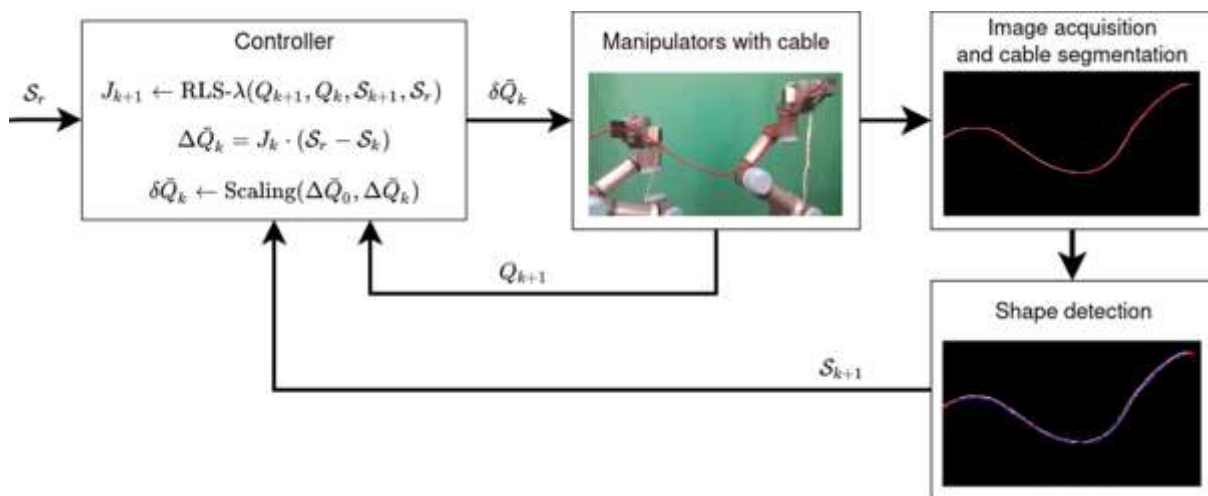 Controller
J_{k+1} ← RLS-λ(Q_{k+1}, Q_k, 𝒮_{k+1}, 𝒮_r)
ΔQ̄_k = J_k · (𝒮_r − 𝒮_k)
δQ̄_k ← Scaling(ΔQ̄_0, ΔQ̄_k)
𝒮_r
δQ̄_k
Manipulators with cable
Image acquisition
and cable segmentation
Q_{k+1}
Shape detection
𝒮_{k+1}